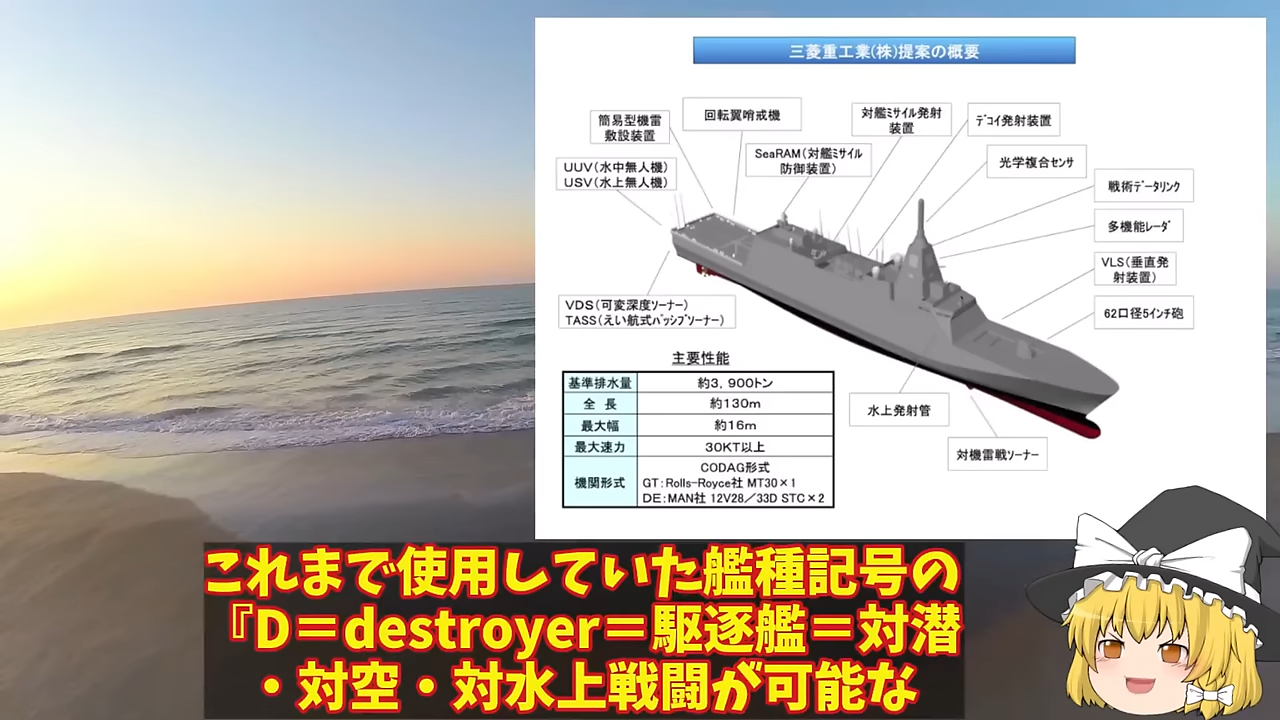 三菱重工業(株)提案の概要
簡易型機雷
敷設装置
回転翼哨戒機
対艦ﾐｻｲﾙ発射
装置
ﾃﾞｺｲ発射装置
UUV(水中無人機)
USV(水上無人機)
SeaRAM(対艦ﾐｻｲﾙ
防御装置)
光学複合ｾﾝｻ
戦術ﾃﾞｰﾀﾘﾝｸ
多機能ﾚｰﾀﾞ
VLS(垂直発
射装置)
62口径5ｲﾝﾁ砲
VDS(可変深度ｿｰﾅｰ)
TASS(えい航式ﾊﾟｯｼﾌﾞｿｰﾅｰ)
水上発射管
対機雷戦ｿｰﾅｰ
主要性能
基準排水量 約3，900トン
全 長 約130m
最大幅 約16m
最大速力 30KT以上
機関形式 CODAG形式
GT：Rolls-Royce社 MT30×1
DE：MAN社 12V28／33D STC×2
これまで使用していた艦種記号の
『D＝destroyer＝駆逐艦＝対潜
・対空・対水上戦闘が可能な